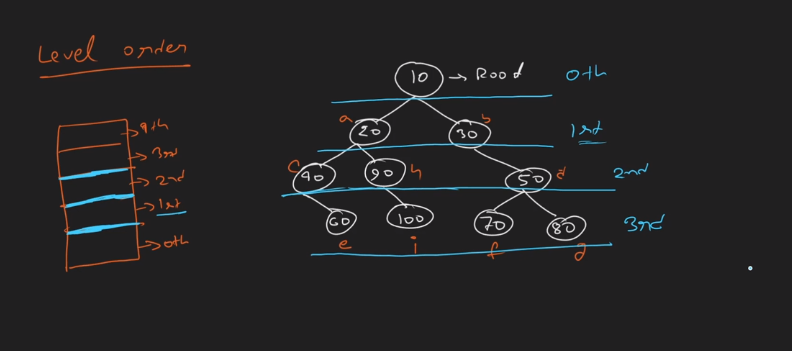 Level order
10 → Rood 0th
a b
20 30 1st
c h d
40 90 50 2nd
60 100 70 80 3rd
e i f g
4th
3rd
2nd
1st
0th